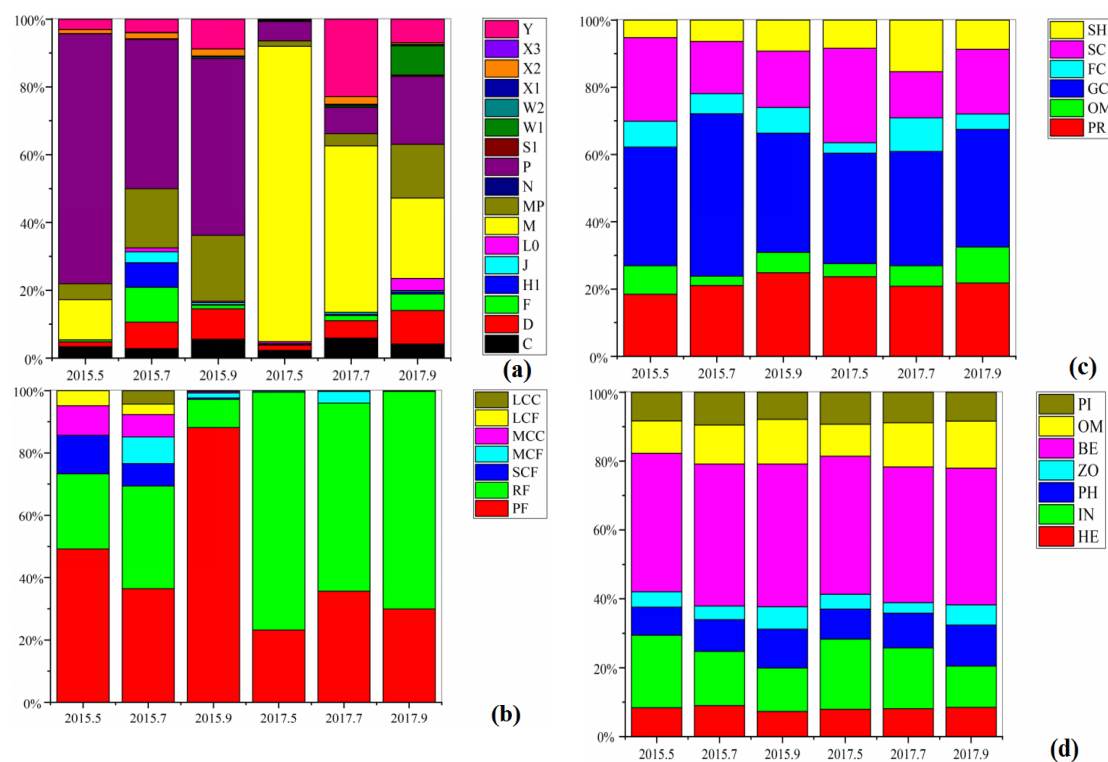 100%
80%
60%
40%
20%
0%
2015.5 2015.7 2015.9 2017.5 2017.7 2017.9
Y
X3
X2
X1
W2
W1
S1
P
N
MP
M
L0
J
H1
F
D
C
(a)
100%
80%
60%
40%
20%
0%
2015.5 2015.7 2015.9 2017.5 2017.7 2017.9
SH
SC
FC
GC
OM
PR
(c)
100%
80%
60%
40%
20%
0%
2015.5 2015.7 2015.9 2017.5 2017.7 2017.9
LCC
LCF
MCC
MCF
SCF
RF
PF
(b)
100%
80%
60%
40%
20%
0%
2015.5 2015.7 2015.9 2017.5 2017.7 2017.9
PI
OM
BE
ZO
PH
IN
HE
(d)